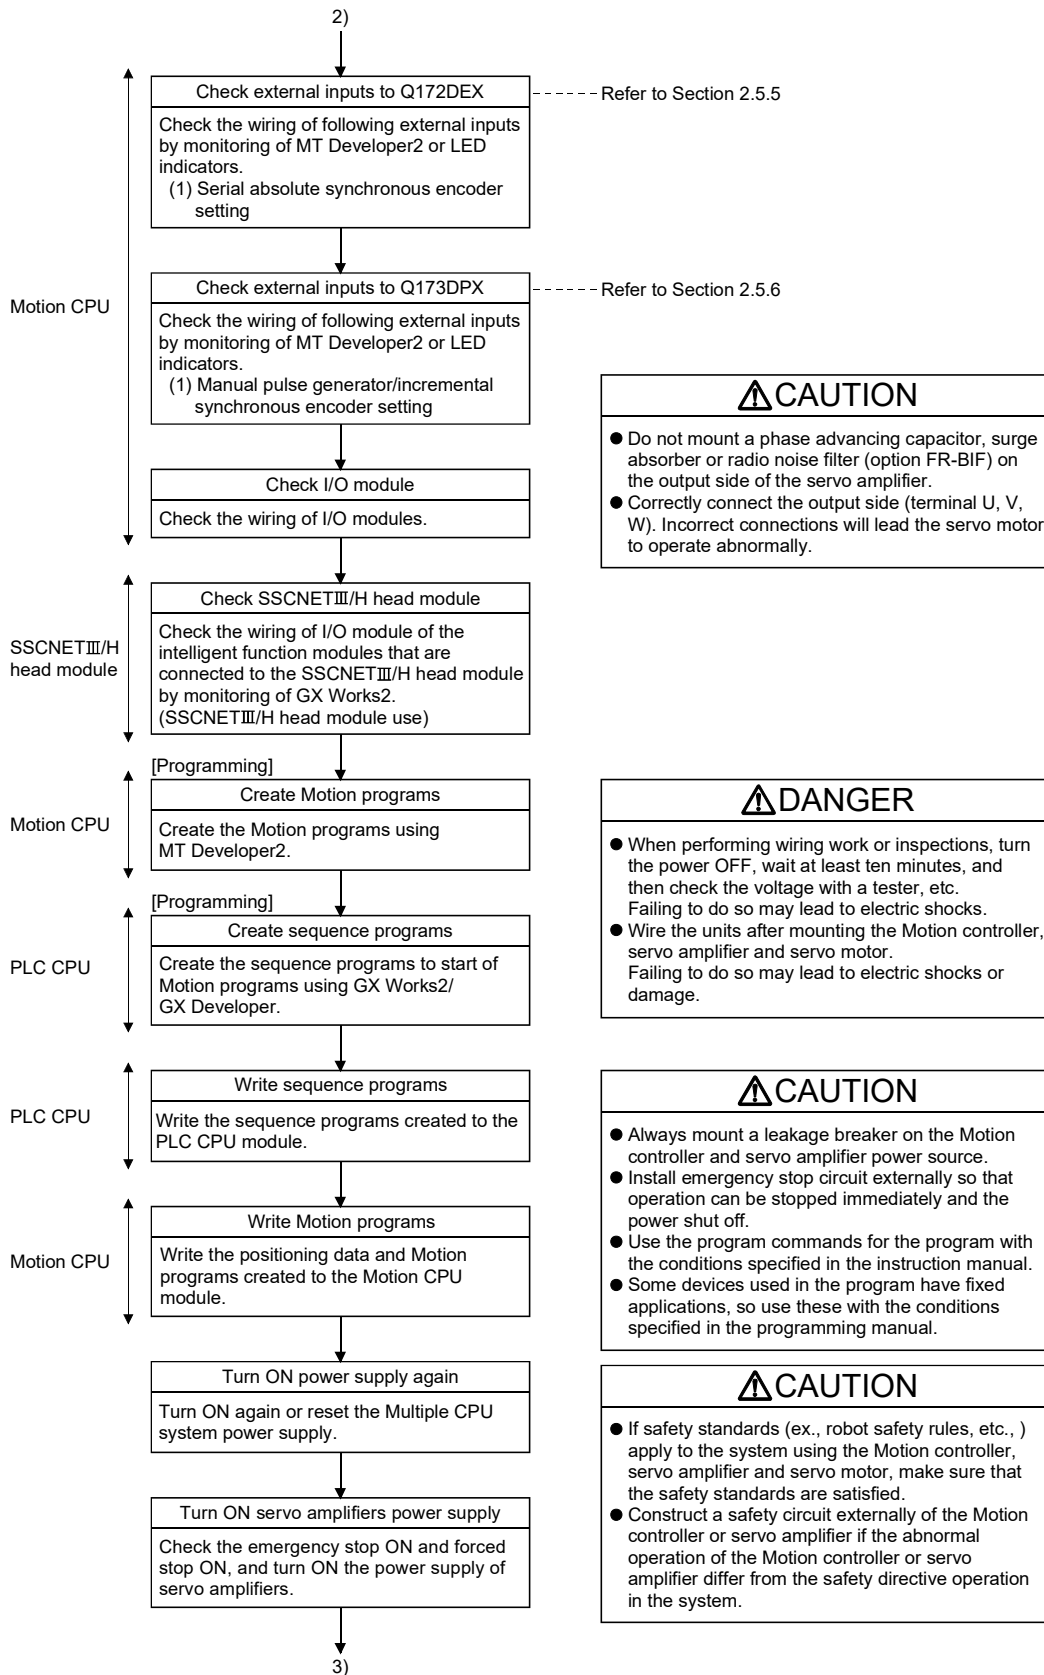 2)
Check external inputs to Q172DEX
Refer to Section 2.5.5
Check the wiring of following external inputs
by monitoring of MT Developer2 or LED
indicators.
(1) Serial absolute synchronous encoder
setting
Motion CPU
Check external inputs to Q173DPX
Refer to Section 2.5.6
Check the wiring of following external inputs
by monitoring of MT Developer2 or LED
indicators.
(1) Manual pulse generator/incremental
synchronous encoder setting
Check I/O module
Check the wiring of I/O modules.
CAUTION
● Do not mount a phase advancing capacitor, surge
absorber or radio noise filter (option FR-BIF) on
the output side of the servo amplifier.
● Correctly connect the output side (terminal U, V,
W). Incorrect connections will lead the servo motor
to operate abnormally.
SSCNETⅢ/H
head module
Check SSCNETⅢ/H head module
Check the wiring of I/O module of the
intelligent function modules that are
connected to the SSCNETⅢ/H head module
by monitoring of GX Works2.
(SSCNETⅢ/H head module use)
[Programming]
Motion CPU
Create Motion programs
Create the Motion programs using
MT Developer2.
[Programming]
PLC CPU
Create sequence programs
Create the sequence programs to start of
Motion programs using GX Works2/
GX Developer.
DANGER
● When performing wiring work or inspections, turn
the power OFF, wait at least ten minutes, and
then check the voltage with a tester, etc.
Failing to do so may lead to electric shocks.
● Wire the units after mounting the Motion controller,
servo amplifier and servo motor.
Failing to do so may lead to electric shocks or
damage.
PLC CPU
Write sequence programs
Write the sequence programs created to the
PLC CPU module.
Motion CPU
Write Motion programs
Write the positioning data and Motion
programs created to the Motion CPU
module.
CAUTION
● Always mount a leakage breaker on the Motion
controller and servo amplifier power source.
● Install emergency stop circuit externally so that
operation can be stopped immediately and the
power shut off.
● Use the program commands for the program with
the conditions specified in the instruction manual.
● Some devices used in the program have fixed
applications, so use these with the conditions
specified in the programming manual.
Turn ON power supply again
Turn ON again or reset the Multiple CPU
system power supply.
Turn ON servo amplifiers power supply
Check the emergency stop ON and forced
stop ON, and turn ON the power supply of
servo amplifiers.
CAUTION
● If safety standards (ex., robot safety rules, etc., )
apply to the system using the Motion controller,
servo amplifier and servo motor, make sure that
the safety standards are satisfied.
● Construct a safety circuit externally of the Motion
controller or servo amplifier if the abnormal
operation of the Motion controller or servo
amplifier differ from the safety directive operation
in the system.
3)